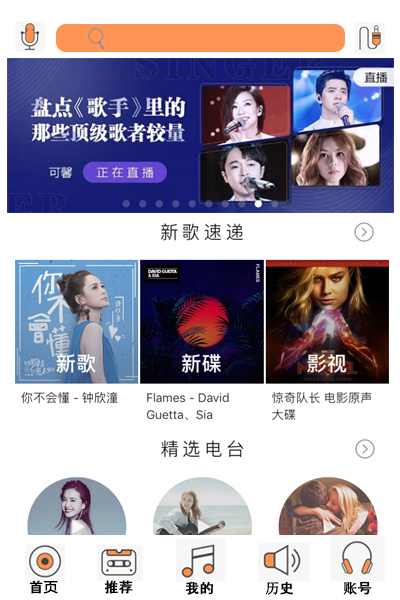 SINGER
直播
盘点《歌手》里的
那些顶级歌者较量
可馨 正在直播
新歌速递
你不會懂
鍾欣潼
新歌
DAVID GUETTA
& SIA
FLAMES
新碟
影视
你不会懂 - 钟欣潼
Flames - David
Guetta、Sia
惊奇队长 电影原声
大碟
精选电台
首页
推荐
我的
历史
账号